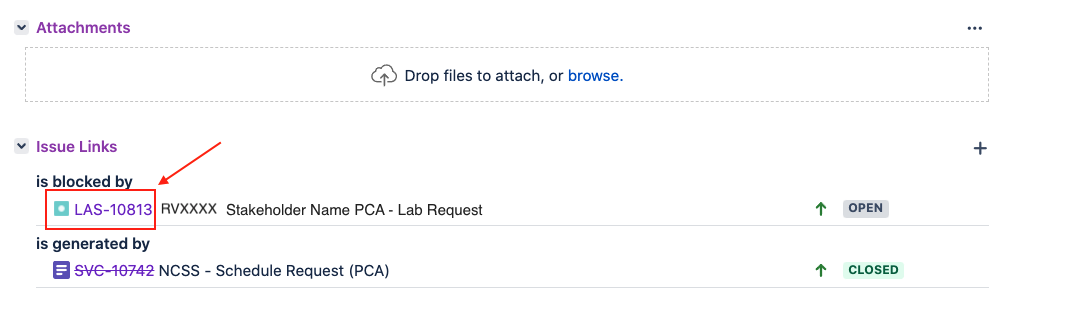 Attachments
Drop files to attach, or browse.
Issue Links
is blocked by
LAS-10813 RVXXXX Stakeholder Name PCA - Lab Request OPEN
is generated by
SVC-10742 NCSS - Schedule Request (PCA) CLOSED